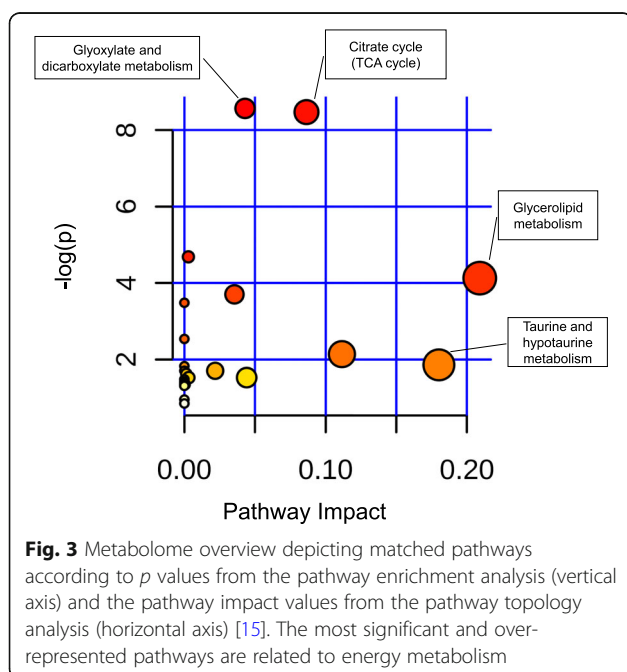 Glyoxylate and
dicarboxylate metabolism
Citrate cycle
(TCA cycle)
8
6
4
2
-log(p)
Glycerolipid
metabolism
Taurine and
hypotaurine
metabolism
0.00 0.10 0.20
Pathway Impact
Fig. 3 Metabolome overview depicting matched pathways
according to p values from the pathway enrichment analysis (vertical
axis) and the pathway impact values from the pathway topology
analysis (horizontal axis) [15]. The most significant and over-
represented pathways are related to energy metabolism